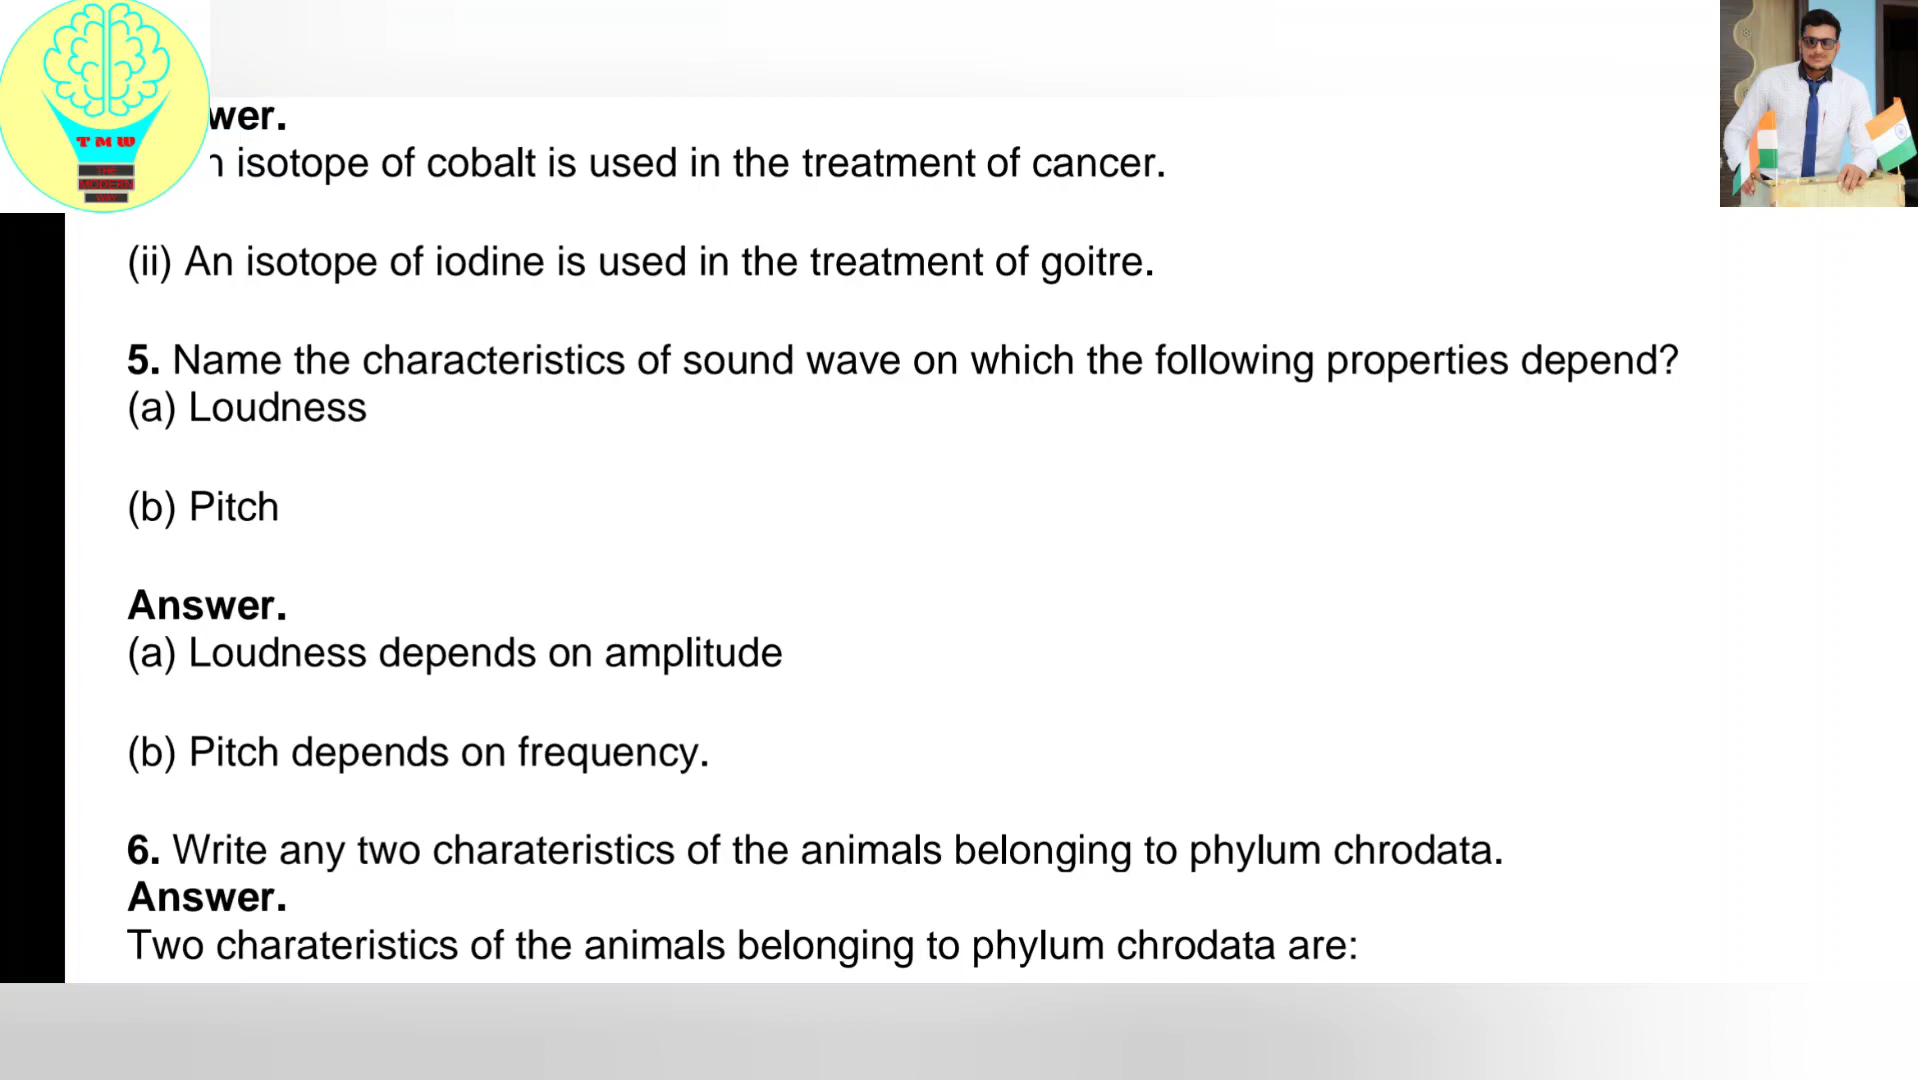 T M W
THE
MODERN
WAY
wer.
n isotope of cobalt is used in the treatment of cancer.
(ii) An isotope of iodine is used in the treatment of goitre.
5. Name the characteristics of sound wave on which the following properties depend?
(a) Loudness
(b) Pitch
Answer.
(a) Loudness depends on amplitude
(b) Pitch depends on frequency.
6. Write any two charateristics of the animals belonging to phylum chrodata.
Answer.
Two charateristics of the animals belonging to phylum chrodata are: